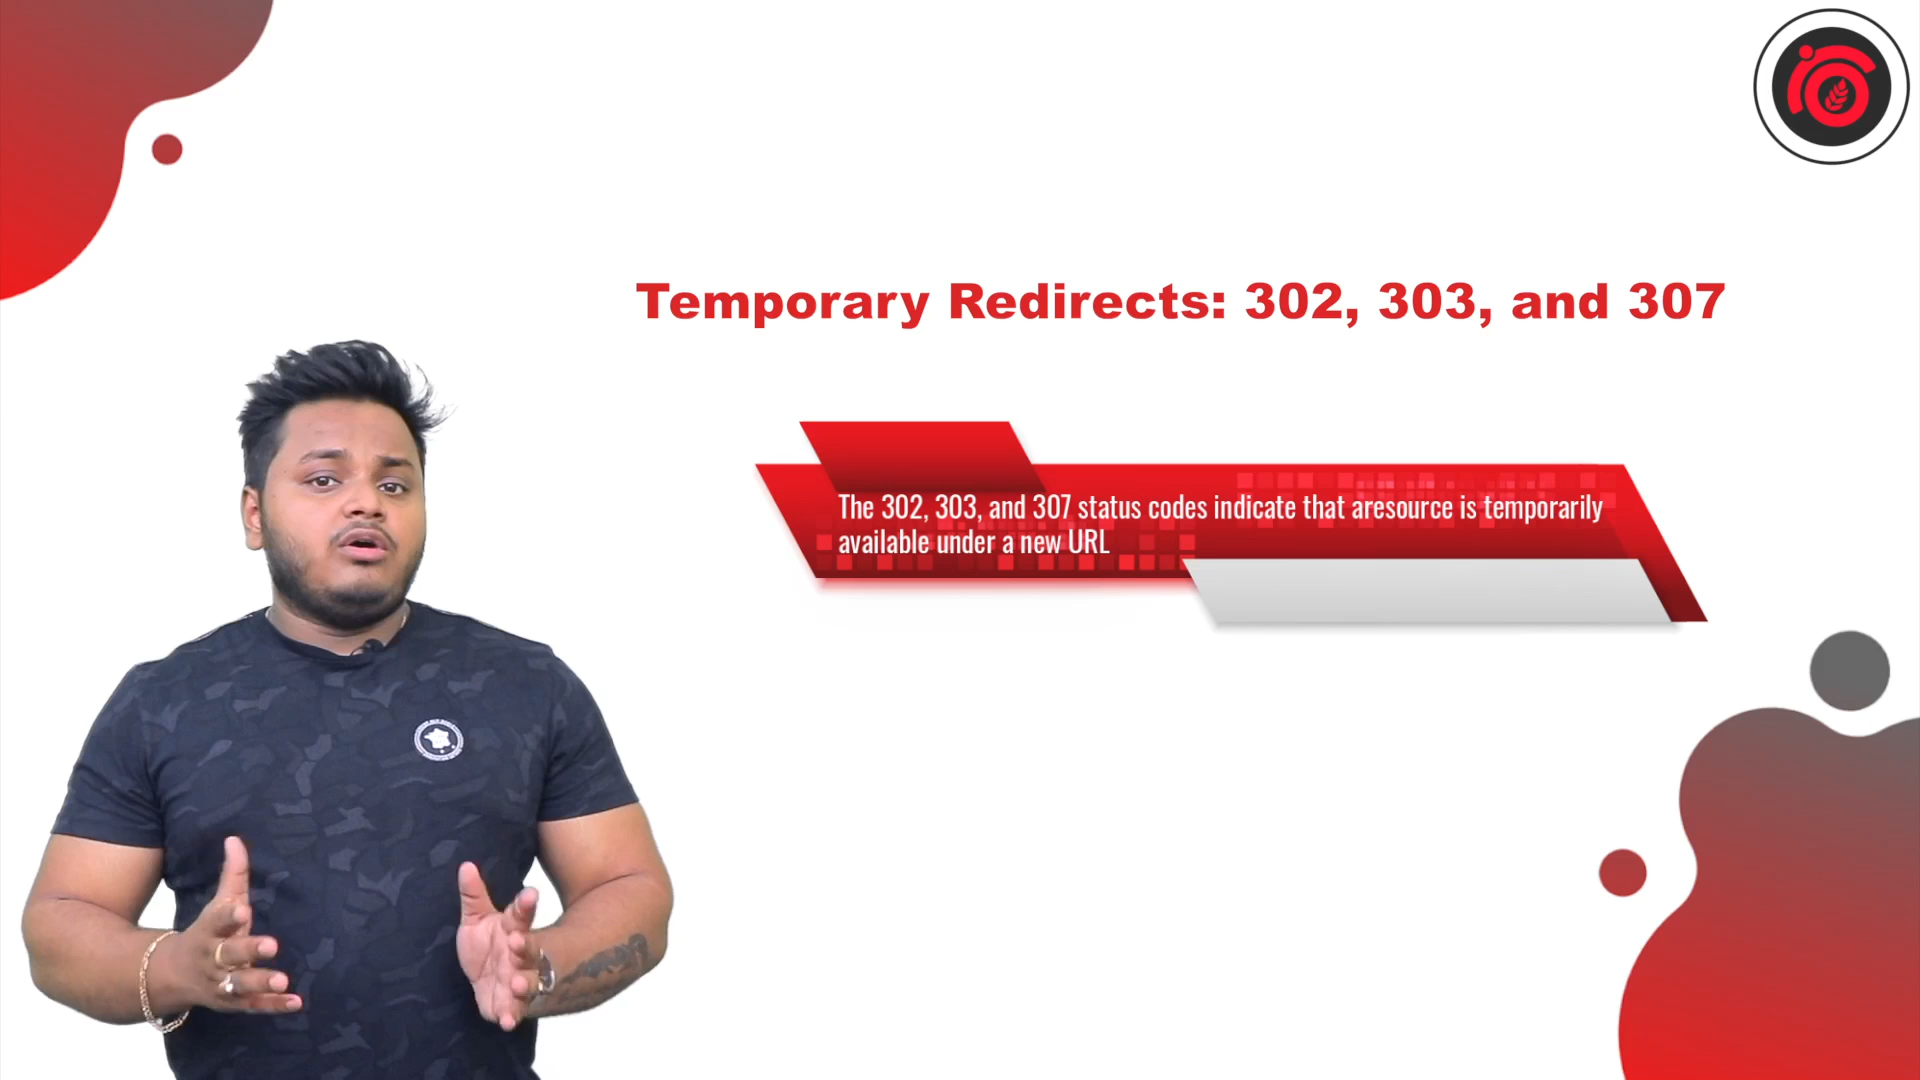 Temporary Redirects: 302, 303, and 307
The 302, 303, and 307 status codes indicate that aresource is temporarily
available under a new URL